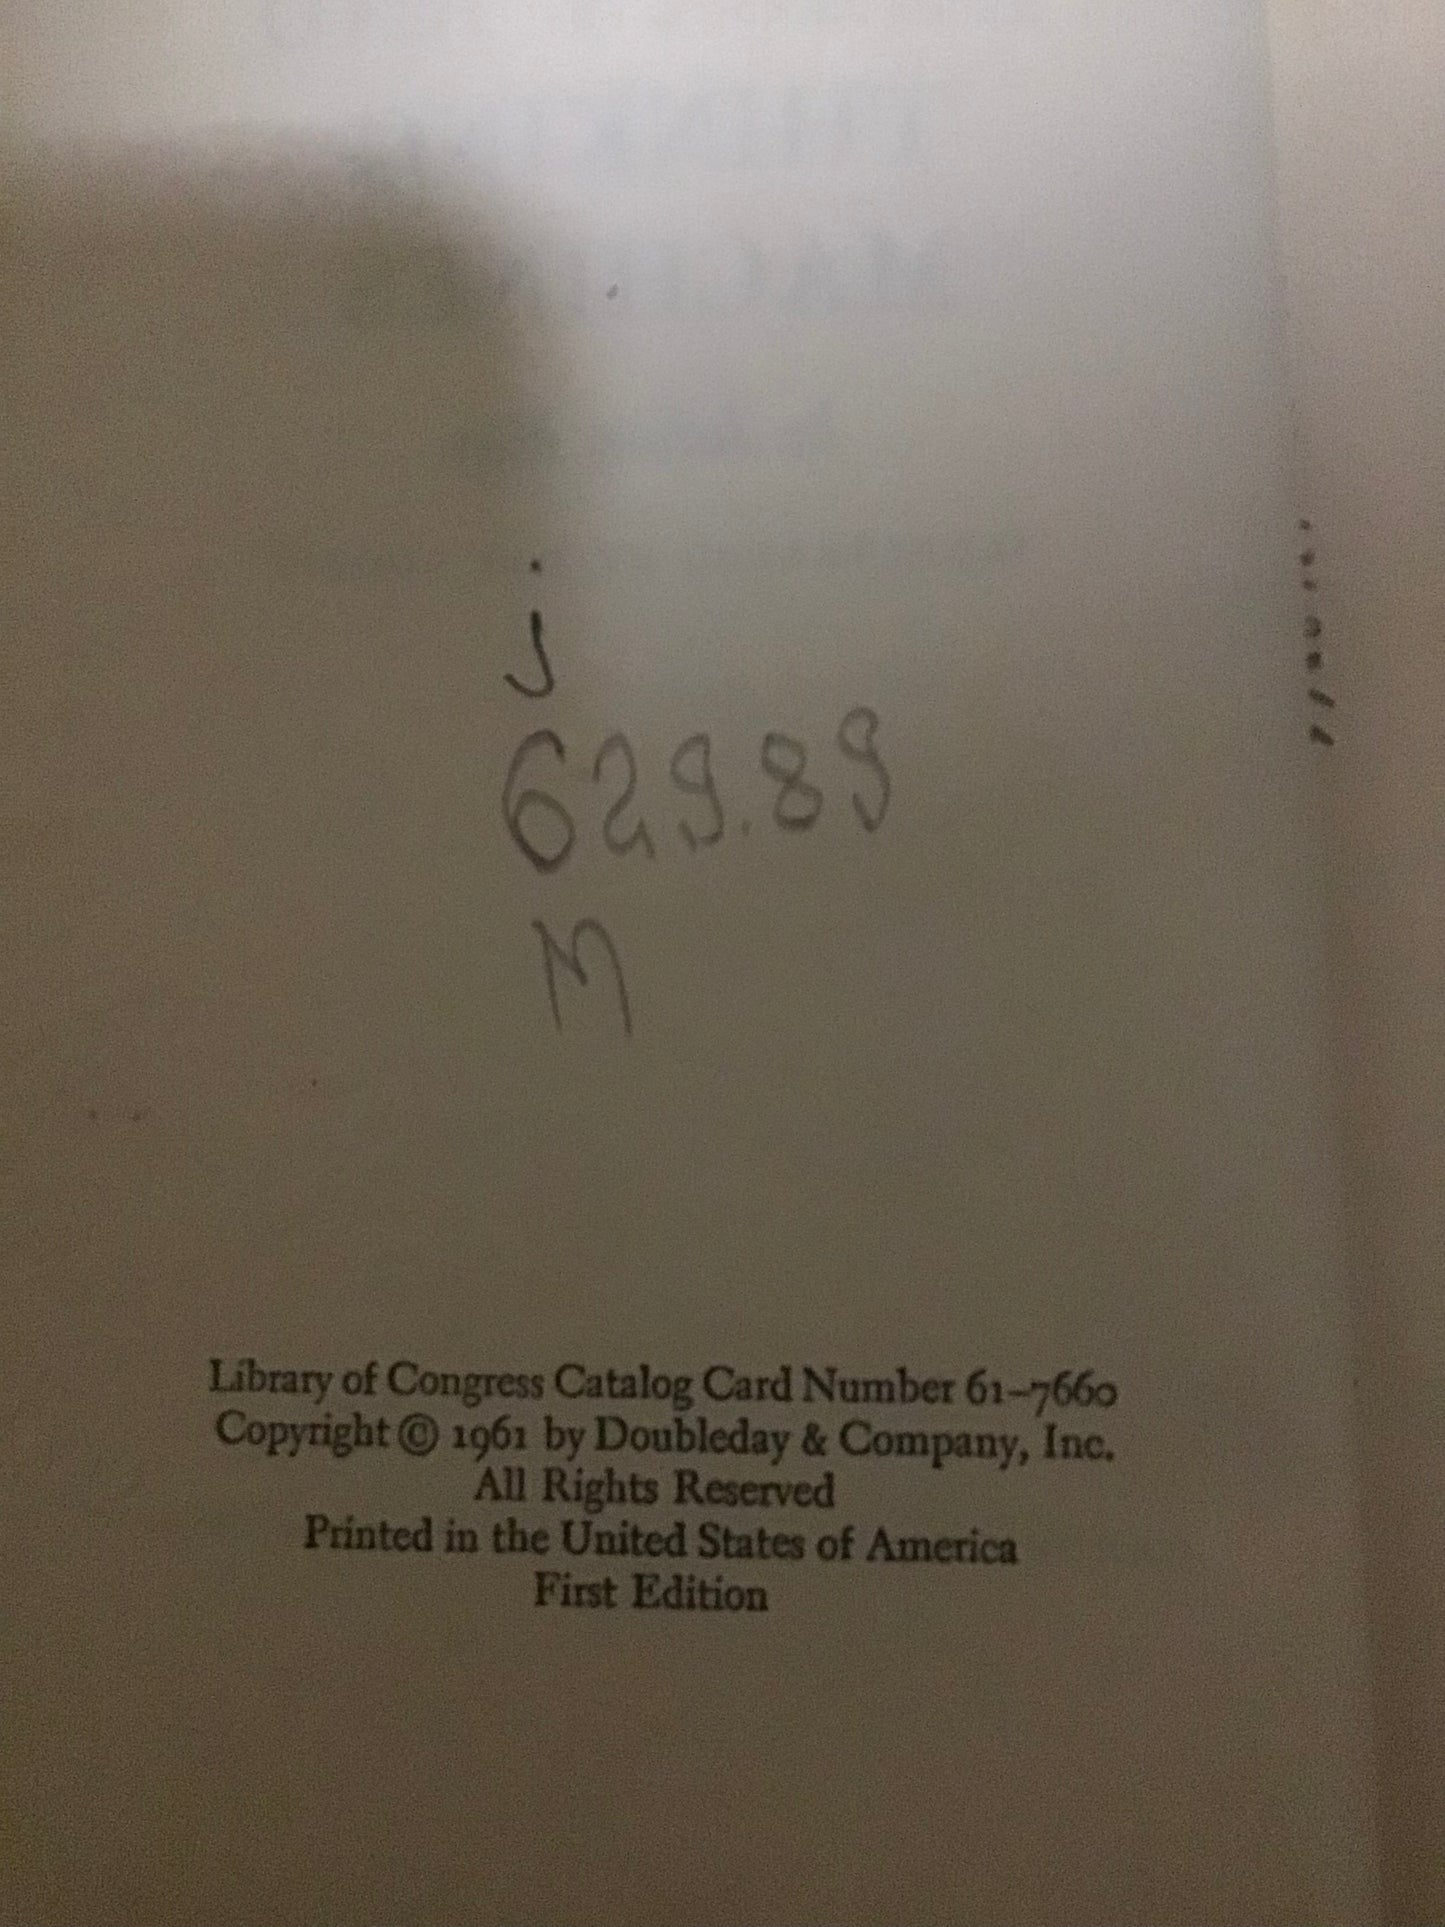 j
629.89
M
Library of Congress Catalog Card Number 61–7660
Copyright © 1961 by Doubleday & Company, Inc.
All Rights Reserved
Printed in the United States of America
First Edition